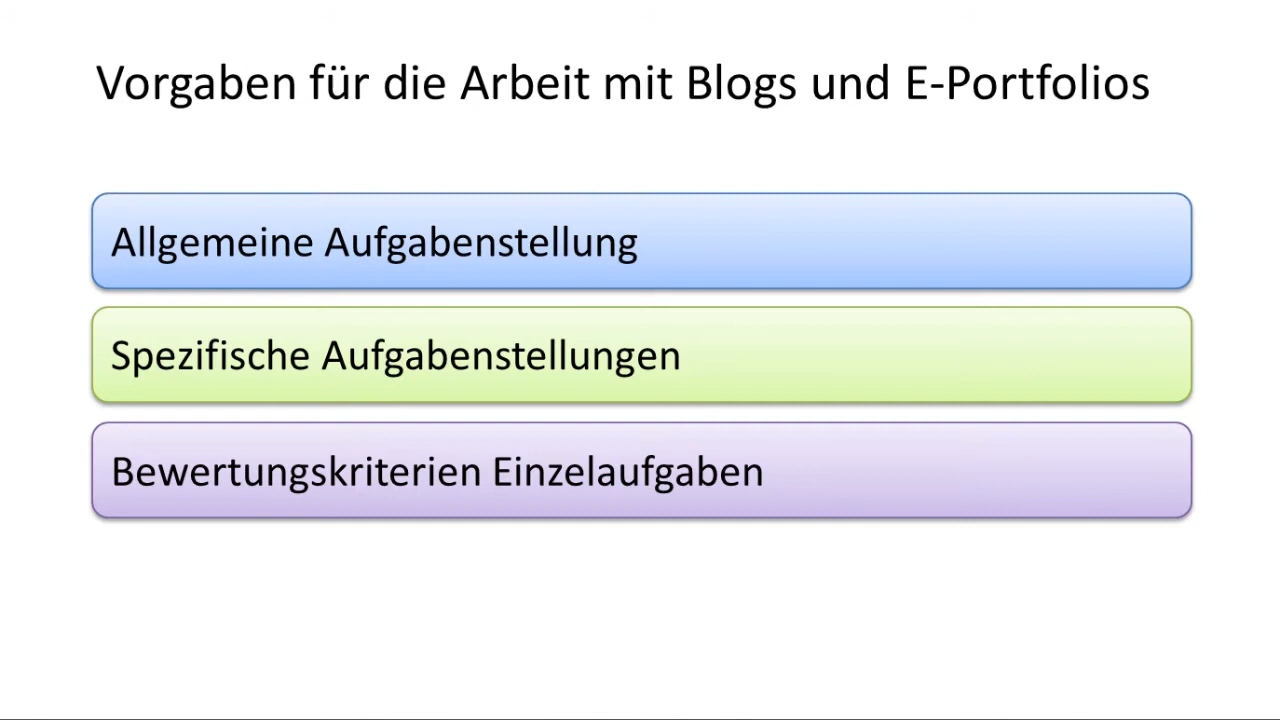 Vorgaben für die Arbeit mit Blogs und E-Portfolios
Allgemeine Aufgabenstellung
Spezifische Aufgabenstellungen
Bewertungskriterien Einzelaufgaben